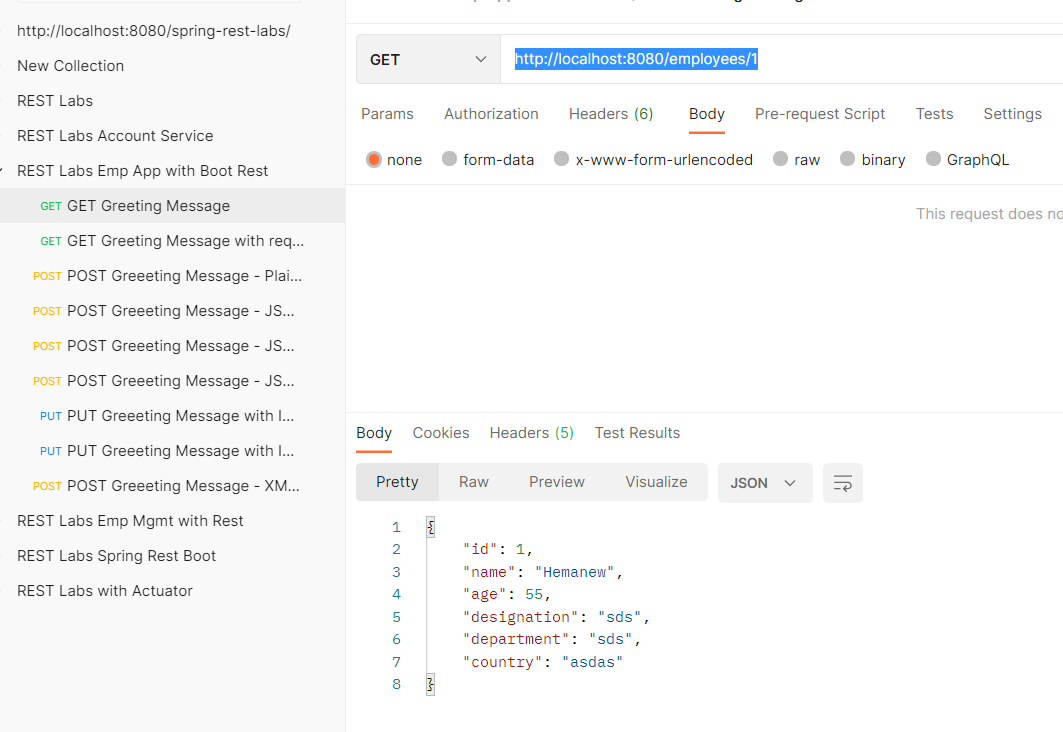 http://localhost:8080/spring-rest-labs/
New Collection
REST Labs
REST Labs Account Service
REST Labs Emp App with Boot Rest
GET GET Greeting Message
GET GET Greeting Message with req...
POST POST Greeeting Message - Plai...
POST POST Greeeting Message - JS...
POST POST Greeeting Message - JS...
POST POST Greeeting Message - JS...
PUT PUT Greeeting Message with I...
PUT PUT Greeeting Message with I...
POST POST Greeeting Message - XM...
REST Labs Emp Mgmt with Rest
REST Labs Spring Rest Boot
REST Labs with Actuator
GET http://localhost:8080/employees/1
Params Authorization Headers (6) Body Pre-request Script Tests Settings
none form-data x-www-form-urlencoded raw binary GraphQL
This request does no
Body Cookies Headers (5) Test Results
Pretty Raw Preview Visualize JSON
1 {
2 "id": 1,
3 "name": "Hemanew",
4 "age": 55,
5 "designation": "sds",
6 "department": "sds",
7 "country": "asdas"
8 }